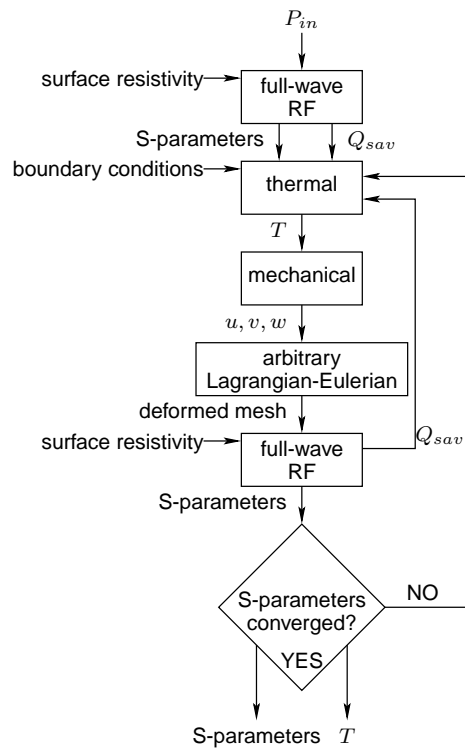 P_in
surface resistivity
full-wave
RF
S-parameters
Q_sav
boundary conditions
thermal
T
mechanical
u, v, w
arbitrary
Lagrangian-Eulerian
deformed mesh
surface resistivity
full-wave
RF
Q_sav
S-parameters
S-parameters
converged?
NO
YES
S-parameters
T